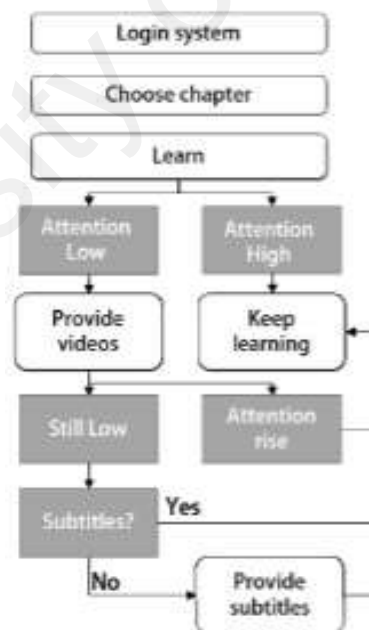 Login system
Choose chapter
Learn
Attention
Low
Attention
High
Provide
videos
Keep
learning
Still Low
Attention
rise
Subtitles?
Yes
No
Provide
subtitles